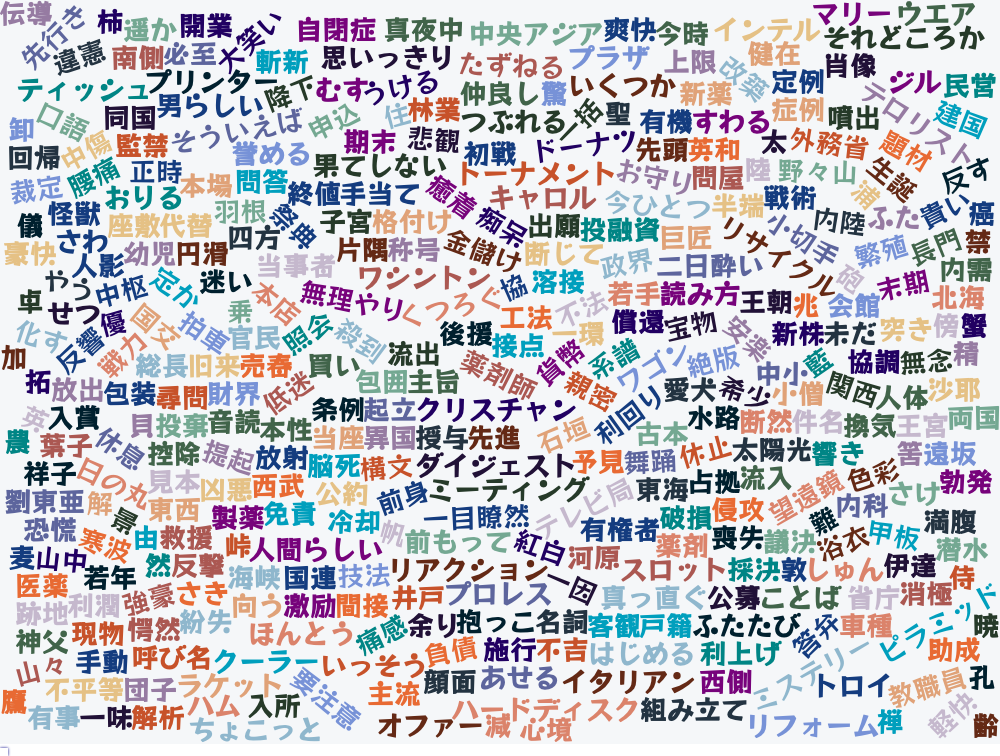 伝導 先行き 柿 遥か 開業 大笑い 自閉症 真夜中 中央アジア 爽快 今時 インテル マリー ウエア
違憲 南側 必至 斬新 思いっきり たずねる プラザ 上限 改築 健在 肖像 それどころか
ティッシュ プリンター 降下 むす うける 仲良し 驚 いくつか 新薬 定例 ジル 民営
口語 同国 男らしい そういえば 申込 住 林業 つぶれる 一括 聖 有機 すわる 症例 噴出 テロリスト 建国
卸 中傷 監禁 期末 悲観 初戦 ドーナツ 先頭 英和 太 外務省 題材
回帰 腰痛 正時 誉める 果てしない トーナメント お守り 問屋 陸 野々山 生誕 反す
裁定 おりる 本場 問答 終値 手当て 癒着 キャロル 今ひとつ 半端 戦術 浦 貴い 癌
儀 怪獣 座敷 代替 羽根 子宮 格付け 痴呆 出願 投融資 巨匠 リサイクル 小切手 内陸 ふた
豪快 さわ 幼児 円滑 四方 片隅 称号 金儲け 断じて 政界 二日酔い 繁殖 長門 禁
やう 人影 中枢 定か 迷い 当事者 ワシントン 協 溶接 若手 読み方 砲 末期 内需
卓 せつ 優 国文 乗 本店 無理やり くつろぐ 工法 不法 償還 宝物 王朝 兆 会館 北海
化す 反響 戦力 拍車 官民 照会 殺到 後援 接点 一環 系譜 安楽 新株 未だ 突き 傍 蟹
加 総長 旧来 売春 買い 流出 薬剤師 貨幣 ワゴン 絶版 中小 藍 協調 無念 精
拓 放出 包装 尋問 財界 低迷 包囲 主旨 親密 愛犬 希少 小僧 関西 人体 沙耶
英 入賞 貝 投棄 音読 本性 条例 起立 クリスチャン 石垣 利回り 水路 断然 件名 換気 王宮 両国
農 葉子 休息 控除 提起 当座 異国 授与 先進 古本 休止 太陽光 響き 筈 遠坂
祥子 日の丸 見本 放射 脳死 構文 ダイジェスト 予見 舞踊 占拠 流入 望遠鏡 色彩 勃発
劉 東亜 解 東西 凶悪 西武 公約 前身 ミーティング テレビ局 東海 侵攻 内科 さけ
恐慌 景 製薬 免責 冷却 帆 一目瞭然 有権者 破損 難 浴衣 甲板 満腹
麦 山中 寒波 由 救援 峠 人間らしい 前もって 紅白 河原 薬剤 喪失 議決 潜水
医薬 若年 然 反撃 海峡 国連 技法 リアクション 一因 スロット 採決 敦 しゅん 伊達 侍
跡地 利潤 強豪 さき 向う 激励 間接 井戸 プロレス 真っ直ぐ 公募 ことば 省庁 消極 暁
神父 現物 愕然 紛失 ほんとう 痛感 余り 抱っこ 名詞 客観 戸籍 ふたたび 答弁 車種 ピラミッド
山々 手動 呼び名 クーラー いっそう 負債 施行 不吉 はじめる 利上げ ミステリー 助成
鷹 不平等 団子 ラケット 要注意 主流 顔面 あせる イタリアン 西側 トロイ 教職員 孔
有事 一味 解析 ハム 入所 ちょこっと オファー 減 心境 ハードディスク 組み立て リフォーム 禅 軽快 齢